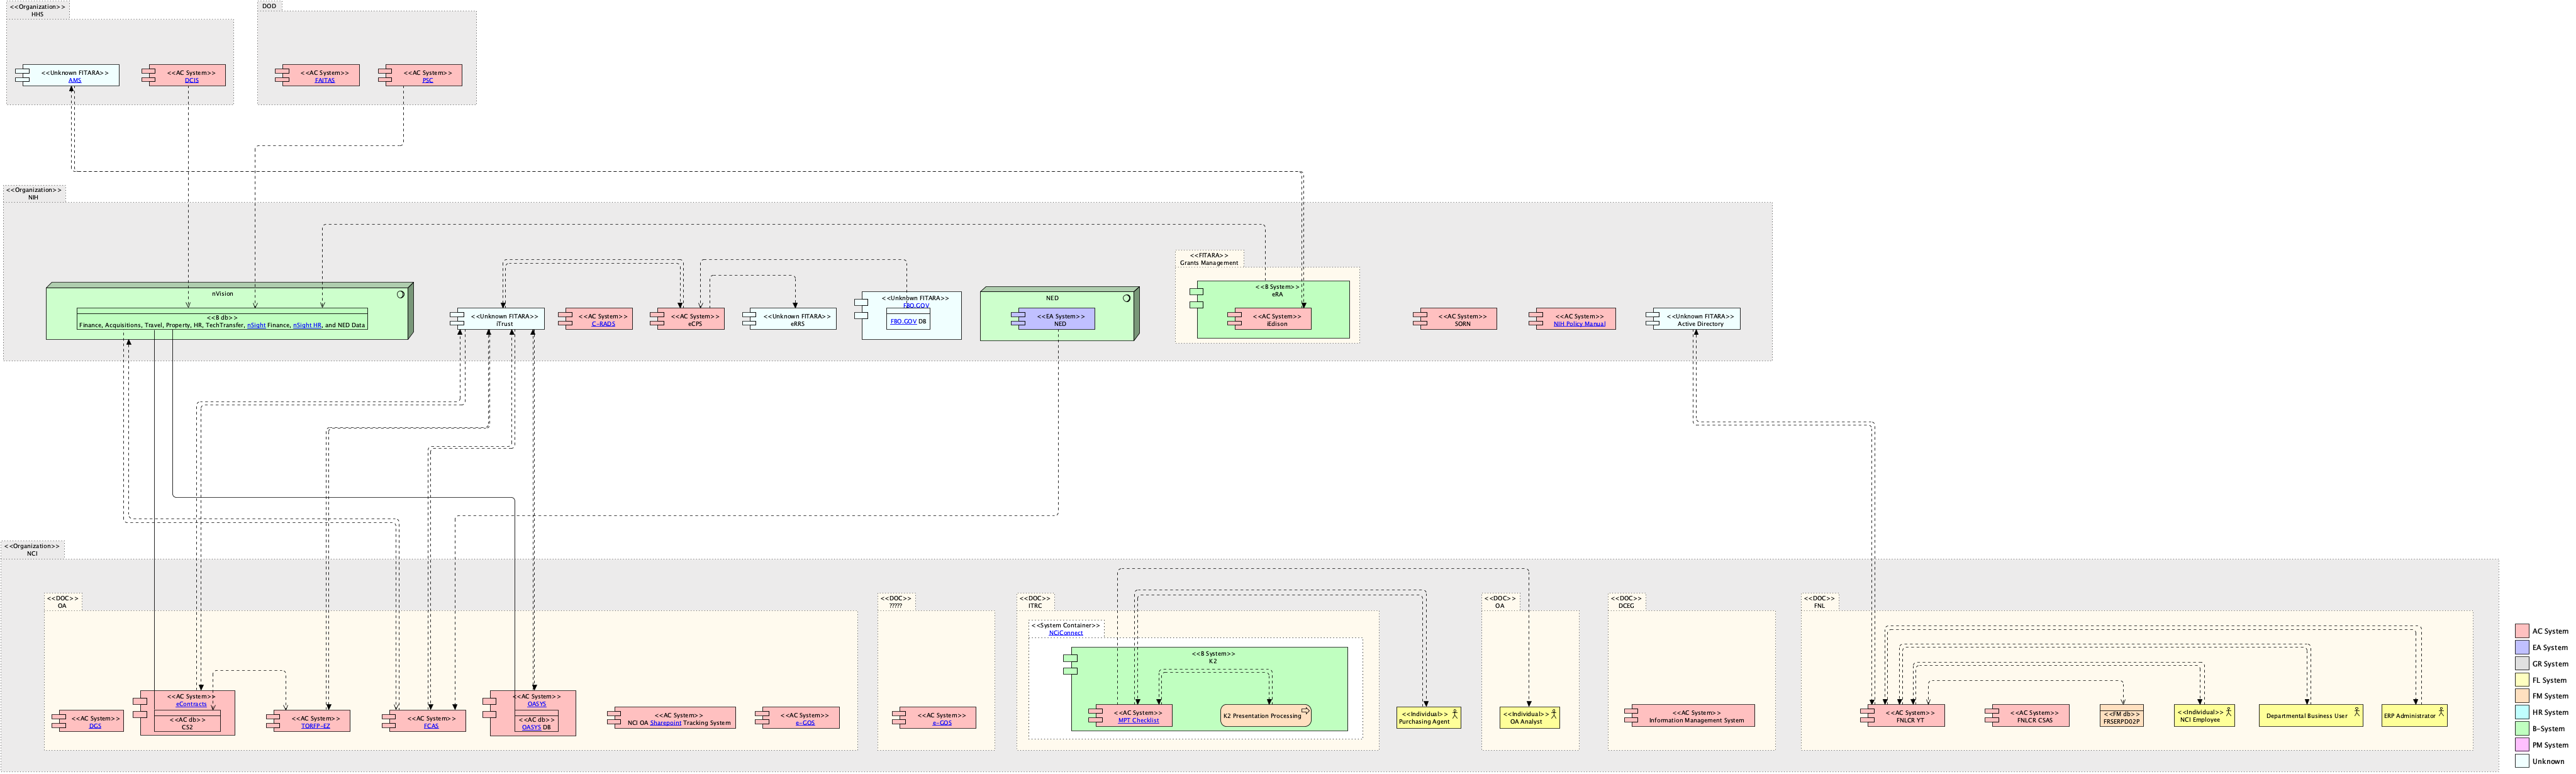 <<Organization>>
HHS
DOD
<<Unknown FITARA>>
AMS
<<AC System>>
DCIS
<<AC System>>
FAITAS
<<AC System>>
PSC
<<Organization>>
NIH
nVision
<<B db>>
Finance, Acquisitions, Travel, Property, HR, TechTransfer, nSight Finance, nSight HR, and NED Data
<<Unknown FITARA>>
iTrust
<<AC System>>
C-RADS
<<AC System>>
eCPS
<<Unknown FITARA>>
eRRS
<<Unknown FITARA>>
FBO.GOV
FBO.GOV DB
NED
<<EA System>>
NED
<<FITARA>>
Grants Management
<<B System>>
eRA
<<AC System>>
iEdison
<<AC System>>
SORN
<<AC System>>
NIH Policy Manual
<<Unknown FITARA>>
Active Directory
<<Organization>>
NCI
<<DOC>>
OA
<<AC System>>
DGS
<<AC System>>
eContracts
<<AC db>>
CS2
<<AC System>>
TORFP-EZ
<<AC System>>
FCAS
<<AC System>>
OASYS
<<AC db>>
OASYS DB
<<AC System>>
NCI OA Sharepoint Tracking System
<<AC System>>
e-GOS
<<DOC>>
?????
<<AC System>>
e-GOS
<<DOC>>
ITRC
<<System Container>>
NCIConnect
<<B System>>
K2
<<AC System>>
MPT Checklist
K2 Presentation Processing
<<Individual>>
Purchasing Agent
<<DOC>>
OA
<<Individual>>
OA Analyst
<<DOC>>
DCEG
<<AC System>>
Information Management System
<<DOC>>
FNL
<<AC System>>
FNLCR YT
<<AC System>>
FNLCR CSAS
<<FM db>>
FRSERPD02P
<<Individual>>
NCI Employee
Departmental Business User
ERP Administrator
AC System
EA System
GR System
FL System
FM System
HR System
B-System
PM System
Unknown